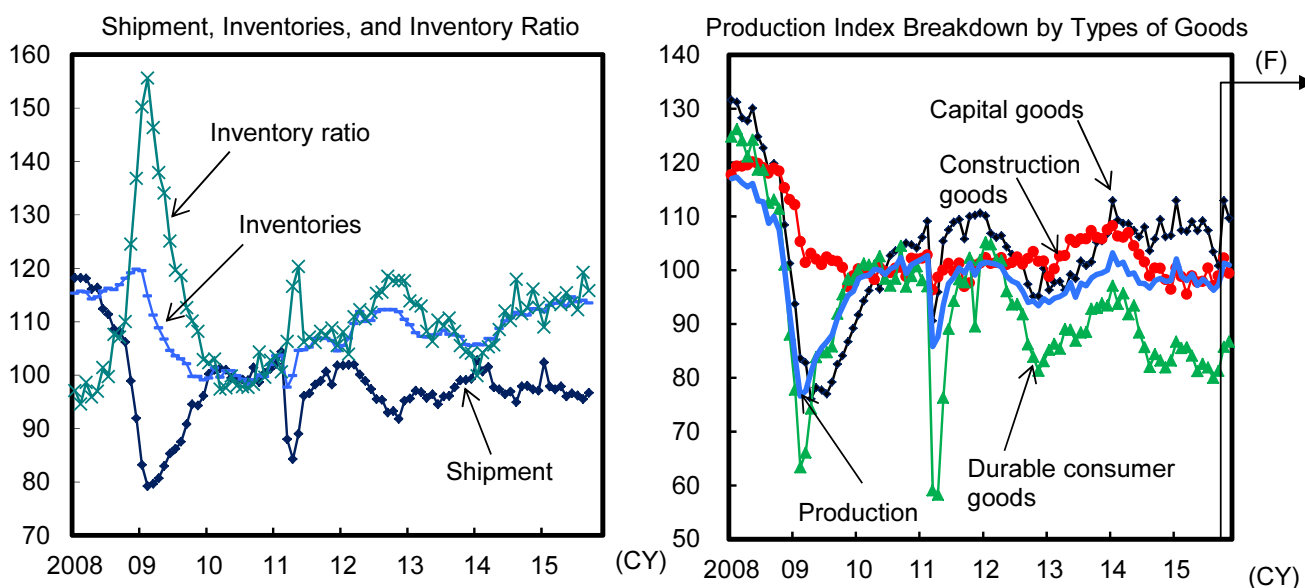 Shipment, Inventories, and Inventory Ratio
160
150
140
130
120
110
100
90
80
70
2008 09 10 11 12 13 14 15 (CY)
Inventory ratio
Inventories
Shipment
Production Index Breakdown by Types of Goods
(F)
140
130
120
110
100
90
80
70
60
50
2008 09 10 11 12 13 14 15 (CY)
Capital goods
Construction
goods
Durable consumer
goods
Production